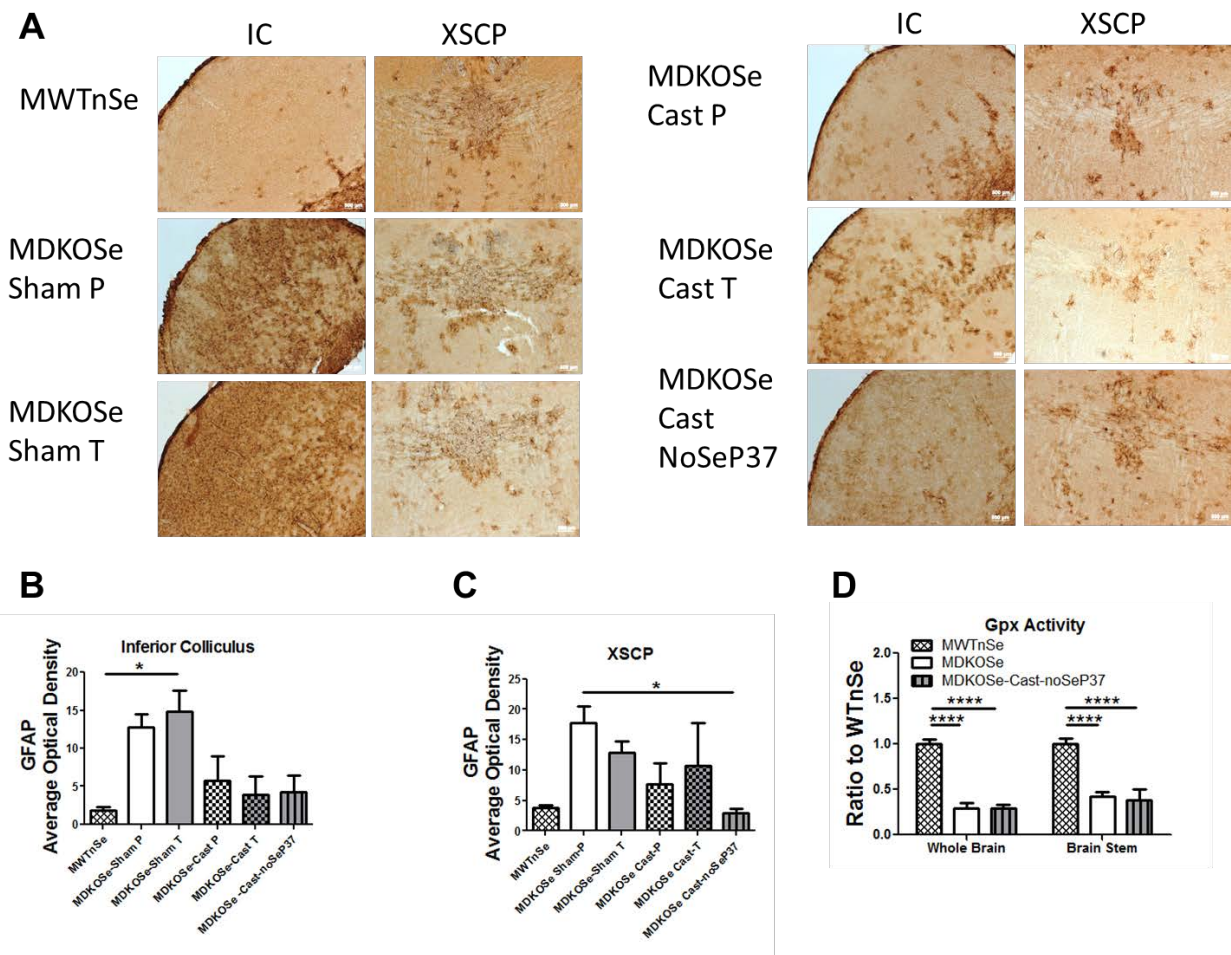 A
IC
XSCP
MWTnSe
MDKOSe
Sham P
MDKOSe
Sham T
IC
XSCP
MDKOSe
Cast P
MDKOSe
Cast T
MDKOSe
Cast
NoSeP37
B
Inferior Colliculus
GFAP
Average Optical Density
20
15
10
5
0
*
MWTnSe
MDKOSe-Sham P
MDKOSe-Sham T
MDKOSe-Cast P
MDKOSe-Cast T
MDKOSe -Cast-noSeP37
C
XSCP
GFAP
Average Optical Density
25
20
15
10
5
0
*
MWTnSe
MDKOSe Sham-P
MDKOSe-Sham T
MDKOSe Cast-P
MDKOSe Cast-T
MDKOSe Cast-noSeP37
D
Gpx Activity
MWTnSe
MDKOSe
MDKOSe-Cast-noSeP37
Ratio to WTnSe
2.0
1.5
1.0
0.5
0.0
****
****
****
****
Whole Brain
Brain Stem